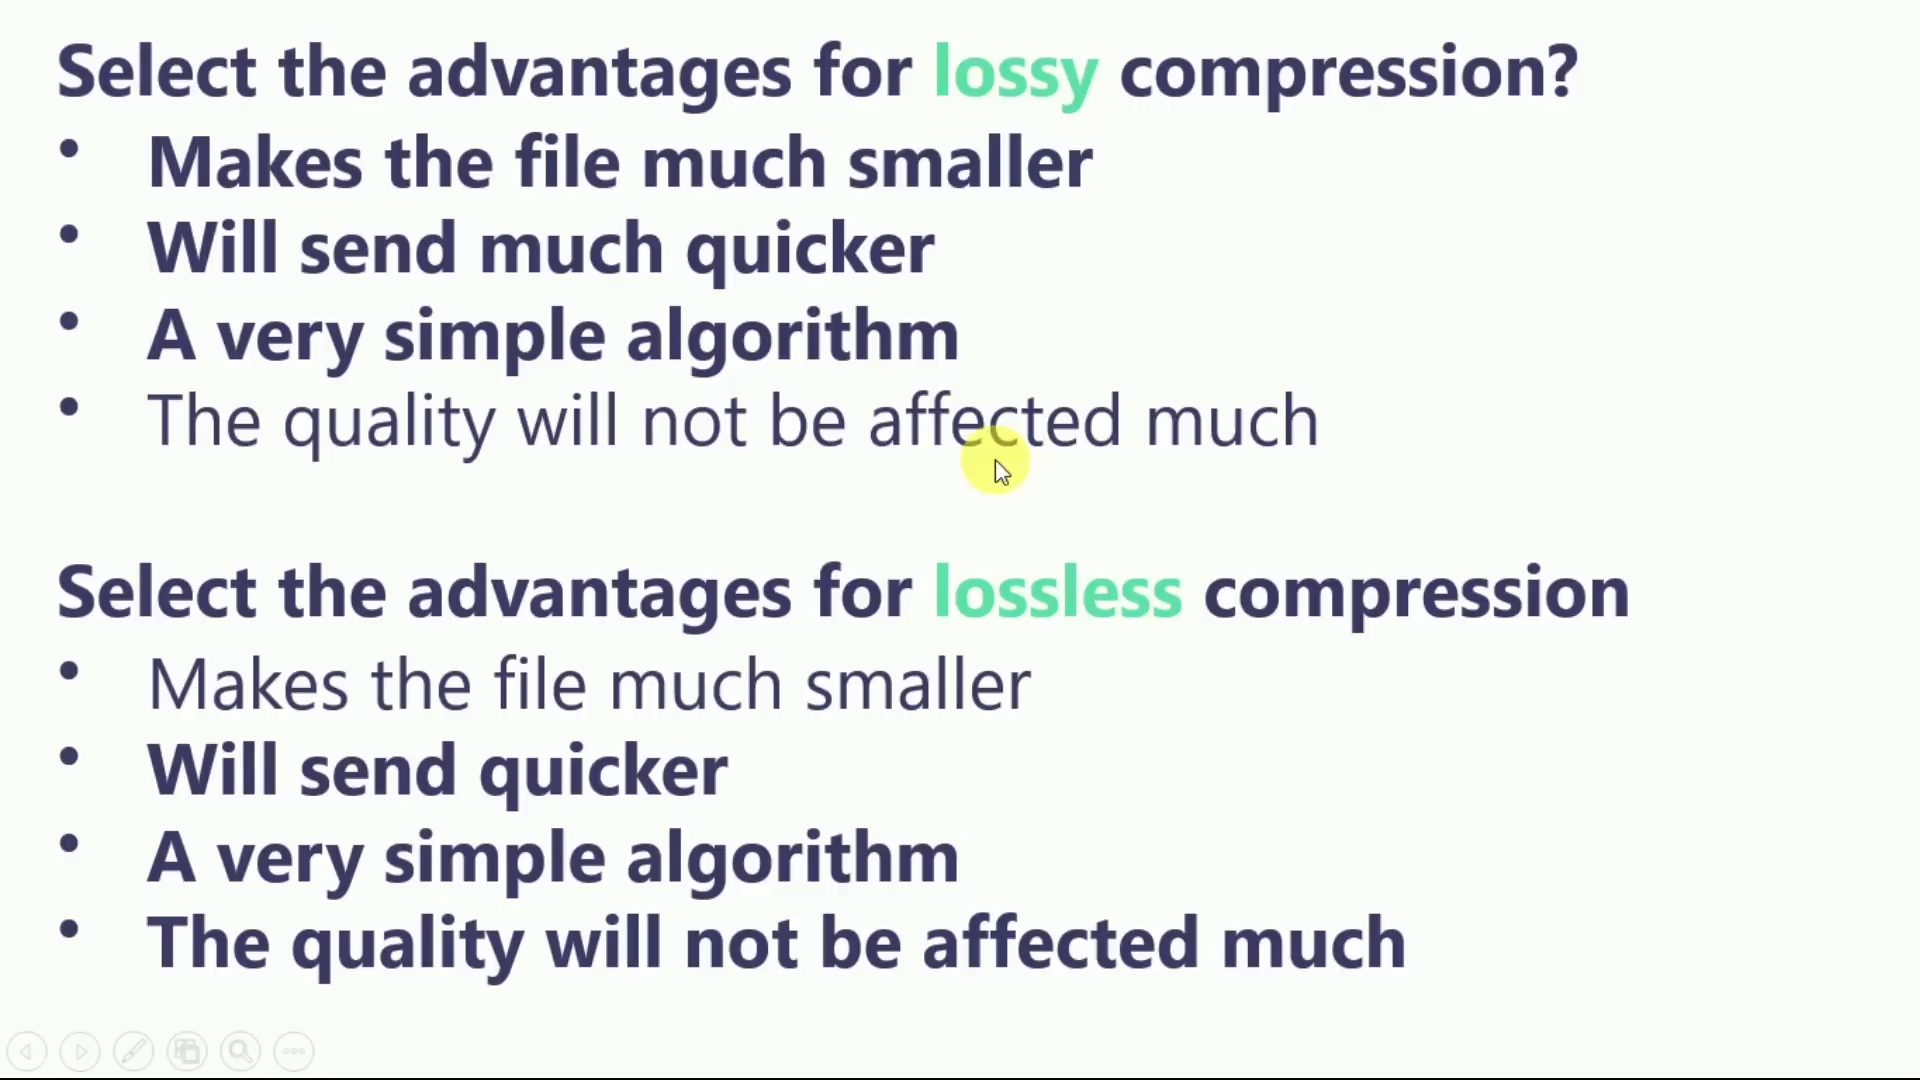 Select the advantages for lossy compression?
• Makes the file much smaller
• Will send much quicker
• A very simple algorithm
• The quality will not be affected much
Select the advantages for lossless compression
• Makes the file much smaller
• Will send quicker
• A very simple algorithm
• The quality will not be affected much